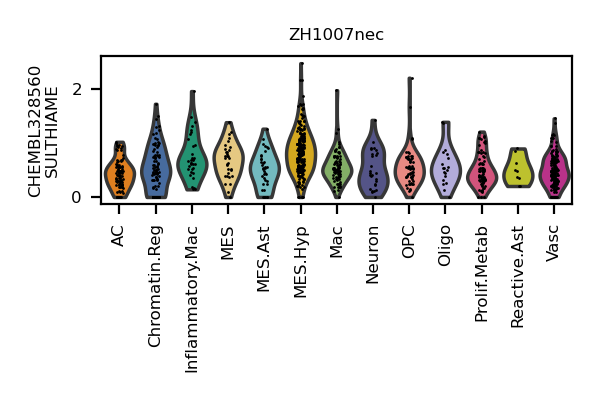 ZH1007nec
CHEMBL328560
SULTHIAME
2
0
AC
Chromatin.Reg
Inflammatory.Mac
MES
MES.Ast
MES.Hyp
Mac
Neuron
OPC
Oligo
Prolif.Metab
Reactive.Ast
Vasc